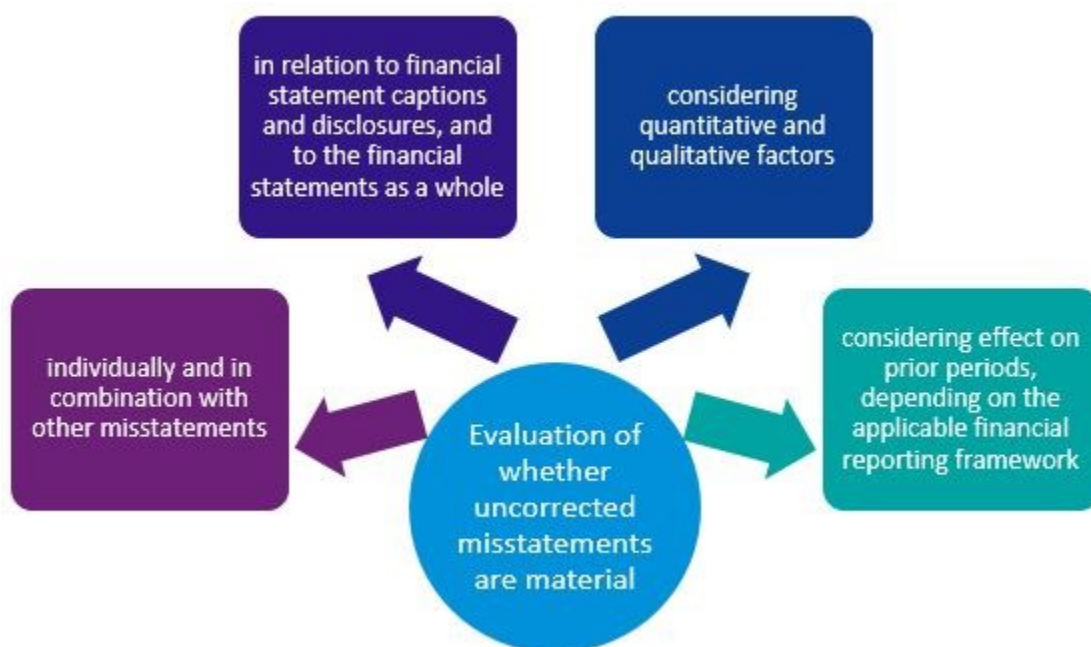 in relation to financial
statement captions
and disclosures, and
to the financial
statements as a whole
considering
quantitative and
qualitative factors
individually and in
combination with
other misstatements
considering effect on
prior periods,
depending on the
applicable financial
reporting framework
Evaluation of
whether
uncorrected
misstatements
are material